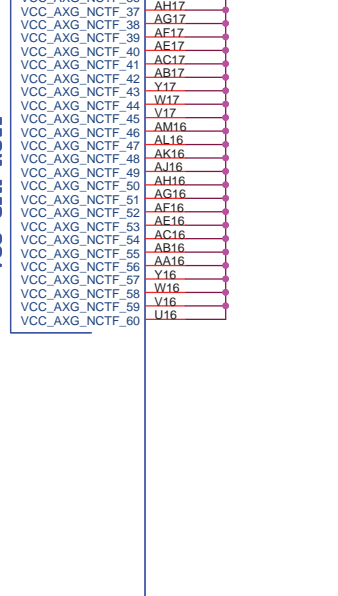 VCC_AXG_NCTF_37 AH17
VCC_AXG_NCTF_38 AG17
VCC_AXG_NCTF_39 AF17
VCC_AXG_NCTF_40 AE17
VCC_AXG_NCTF_41 AC17
VCC_AXG_NCTF_42 AB17
VCC_AXG_NCTF_43 Y17
VCC_AXG_NCTF_44 W17
VCC_AXG_NCTF_45 V17
VCC_AXG_NCTF_46 AM16
VCC_AXG_NCTF_47 AL16
VCC_AXG_NCTF_48 AK16
VCC_AXG_NCTF_49 AJ16
VCC_AXG_NCTF_50 AH16
VCC_AXG_NCTF_51 AG16
VCC_AXG_NCTF_52 AF16
VCC_AXG_NCTF_53 AE16
VCC_AXG_NCTF_54 AC16
VCC_AXG_NCTF_55 AB16
VCC_AXG_NCTF_56 AA16
VCC_AXG_NCTF_57 Y16
VCC_AXG_NCTF_58 W16
VCC_AXG_NCTF_59 V16
VCC_AXG_NCTF_60 U16